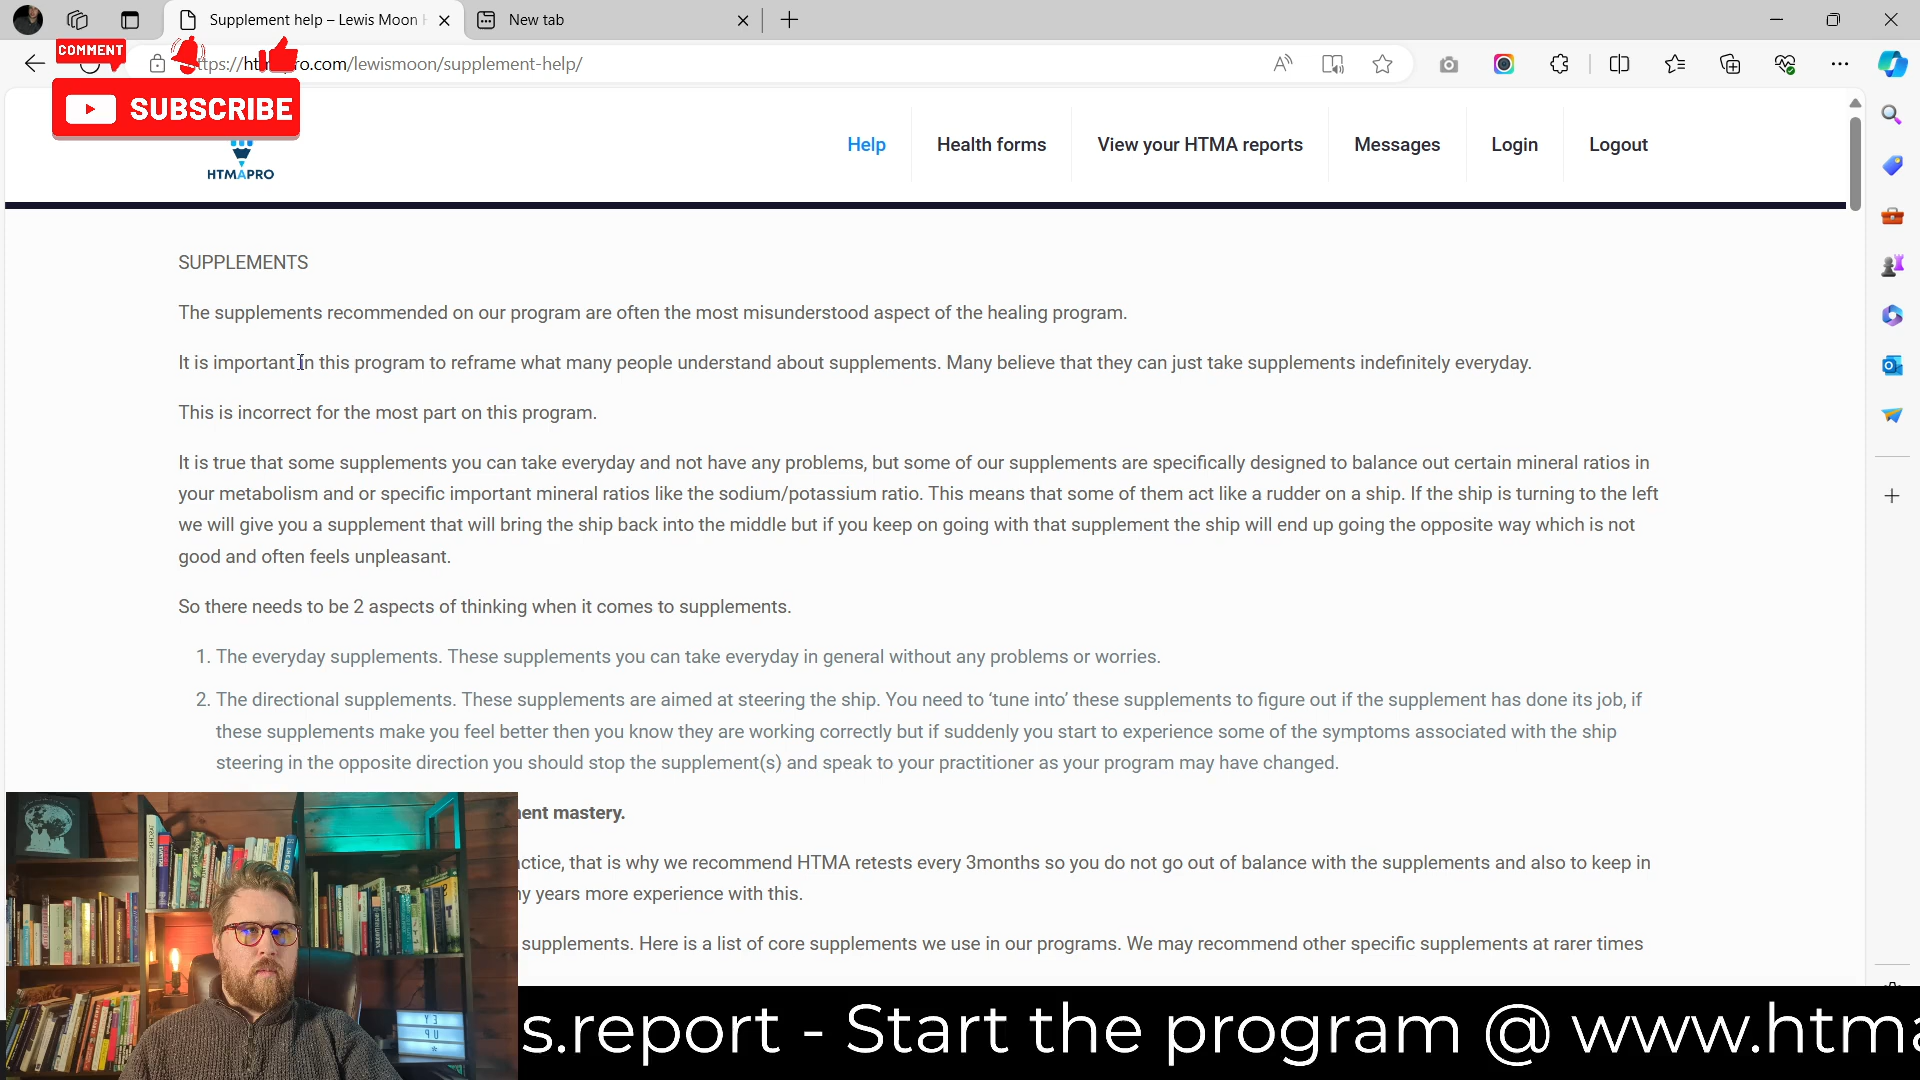 Supplement help – Lewis Moon
New tab
COMMENT
ro.com/lewismoon/supplement-help/
SUBSCRIBE
HTMAPRO
Help
Health forms
View your HTMA reports
Messages
Login
Logout
SUPPLEMENTS
The supplements recommended on our program are often the most misunderstood aspect of the healing program.
It is important in this program to reframe what many people understand about supplements. Many believe that they can just take supplements indefinitely everyday.
This is incorrect for the most part on this program.
It is true that some supplements you can take everyday and not have any problems, but some of our supplements are specifically designed to balance out certain mineral ratios in
your metabolism and or specific important mineral ratios like the sodium/potassium ratio. This means that some of them act like a rudder on a ship. If the ship is turning to the left
we will give you a supplement that will bring the ship back into the middle but if you keep on going with that supplement the ship will end up going the opposite way which is not
good and often feels unpleasant.
So there needs to be 2 aspects of thinking when it comes to supplements.
1. The everyday supplements. These supplements you can take everyday in general without any problems or worries.
2. The directional supplements. These supplements are aimed at steering the ship. You need to ‘tune into’ these supplements to figure out if the supplement has done its job, if
these supplements make you feel better then you know they are working correctly but if suddenly you start to experience some of the symptoms associated with the ship
steering in the opposite direction you should stop the supplement(s) and speak to your practitioner as your program may have changed.
ent mastery.
ctice, that is why we recommend HTMA retests every 3months so you do not go out of balance with the supplements and also to keep in
y years more experience with this.
supplements. Here is a list of core supplements we use in our programs. We may recommend other specific supplements at rarer times
s.report - Start the program @ www.htma